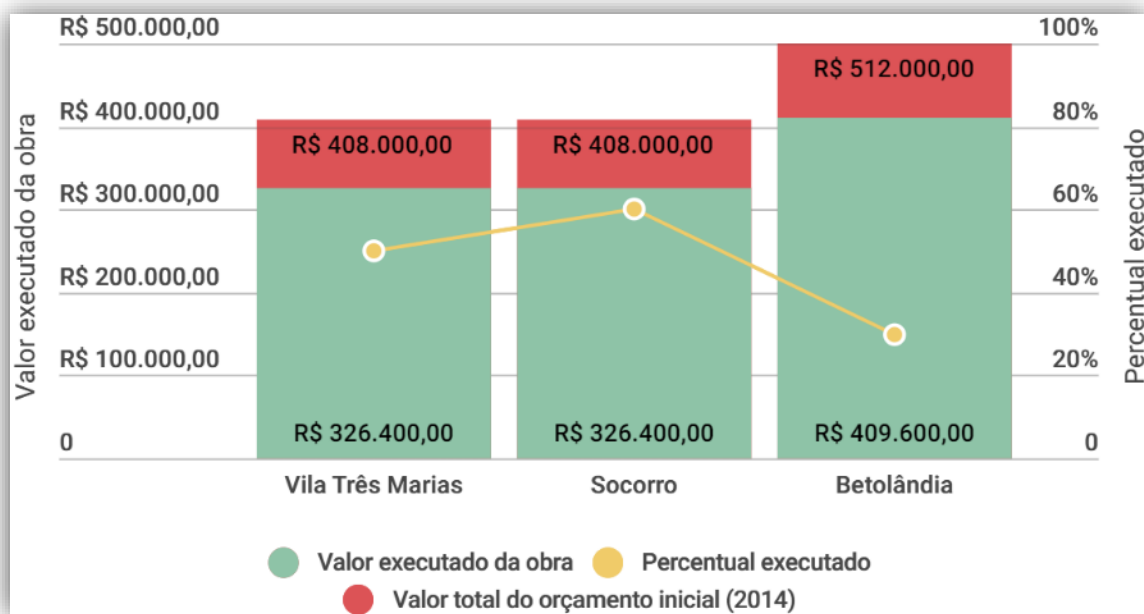 R$ 500.000,00
100%
R$ 512.000,00
R$ 400.000,00
80%
R$ 408.000,00
R$ 408.000,00
R$ 300.000,00
60%
R$ 200.000,00
40%
R$ 100.000,00
20%
R$ 326.400,00
R$ 326.400,00
R$ 409.600,00
0
0
Valor executado da obra
Percentual executado
Vila Três Marias
Socorro
Betolândia
Valor executado da obra
Percentual executado
Valor total do orçamento inicial (2014)